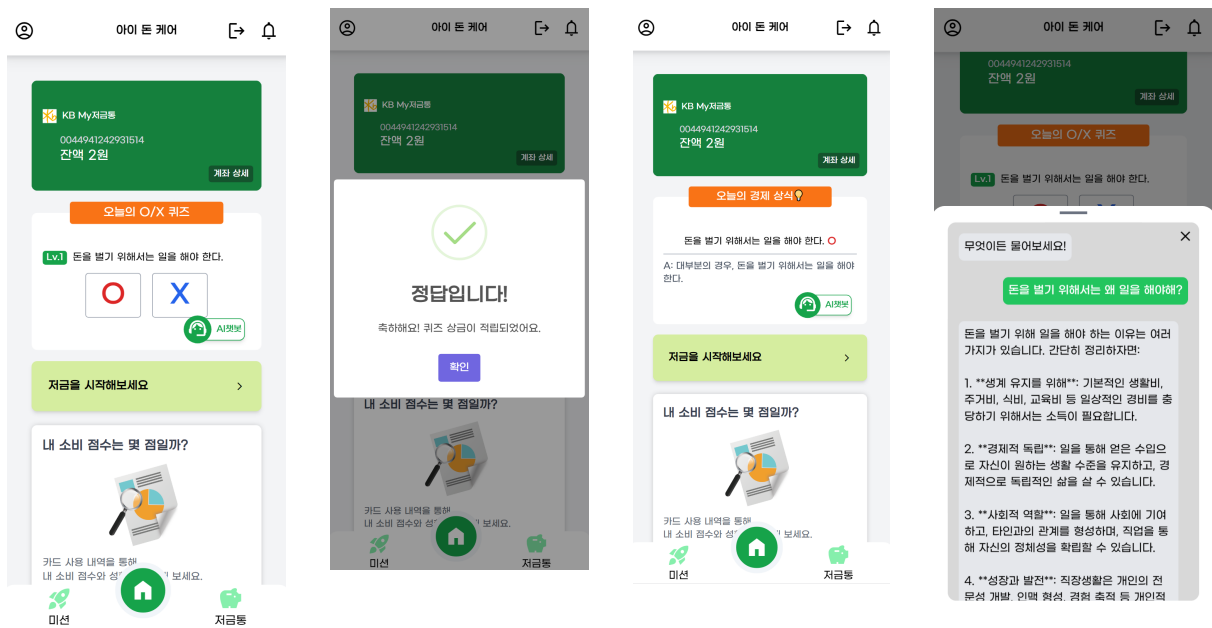 아이 돈 케어
KB My저금통
0044941242931514
잔액 2원
계좌 상세
오늘의 O/X 퀴즈
Lv.1 돈을 벌기 위해서는 일을 해야 한다.
O X
AI챗봇
저금을 시작해보세요
내 소비 점수는 몇 점일까?
카드 사용 내역을 통해
내 소비 점수와 성 보세요.
미션
저금통
아이 돈 케어
KB My저금통
0044941242931514
잔액 2원
계좌 상세
정답입니다!
축하해요! 퀴즈 상금이 적립되었어요.
확인
내 소비 점수는 몇 점일까?
카드 사용 내역을 통해
내 소비 점수와 성 보세요.
미션
저금통
아이 돈 케어
KB My저금통
0044941242931514
잔액 2원
계좌 상세
오늘의 경제 상식
돈을 벌기 위해서는 일을 해야 한다. O
A: 대부분의 경우, 돈을 벌기 위해서는 일을 해야
한다.
AI챗봇
저금을 시작해보세요
내 소비 점수는 몇 점일까?
카드 사용 내역을 통해
내 소비 점수와 성 보세요.
미션
저금통
아이 돈 케어
0044941242931514
잔액 2원
계좌 상세
오늘의 O/X 퀴즈
Lv.1 돈을 벌기 위해서는 일을 해야 한다.
무엇이든 물어보세요!
돈을 벌기 위해서는 왜 일을 해야해?
돈을 벌기 위해 일을 해야 하는 이유는 여러
가지가 있습니다. 간단히 정리하자면:
1. **생계 유지를 위해**: 기본적인 생활비,
주거비, 식비, 교육비 등 일상적인 경비를 충
당하기 위해서는 소득이 필요합니다.
2. **경제적 독립**: 일을 통해 얻은 수입으
로 자신이 원하는 생활 수준을 유지하고, 경
제적으로 독립적인 삶을 살 수 있습니다.
3. **사회적 역할**: 일을 통해 사회에 기여
하고, 타인과의 관계를 형성하며, 직업을 통
해 자신의 정체성을 확립할 수 있습니다.
4. **성장과 발전**: 직장생활은 개인의 전
문성 개발, 인맥 형성, 경험 축적 등 개인적